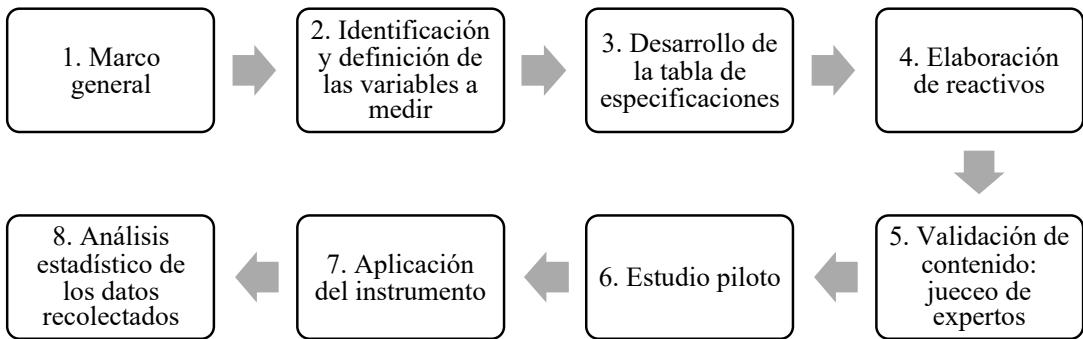 1. Marco
general
2. Identificación
y definición de
las variables a
medir
3. Desarrollo de
la tabla de
especificaciones
4. Elaboración
de reactivos
5. Validación de
contenido:
jueceo de
expertos
6. Estudio piloto
7. Aplicación
del instrumento
8. Análisis
estadístico de
los datos
recolectados